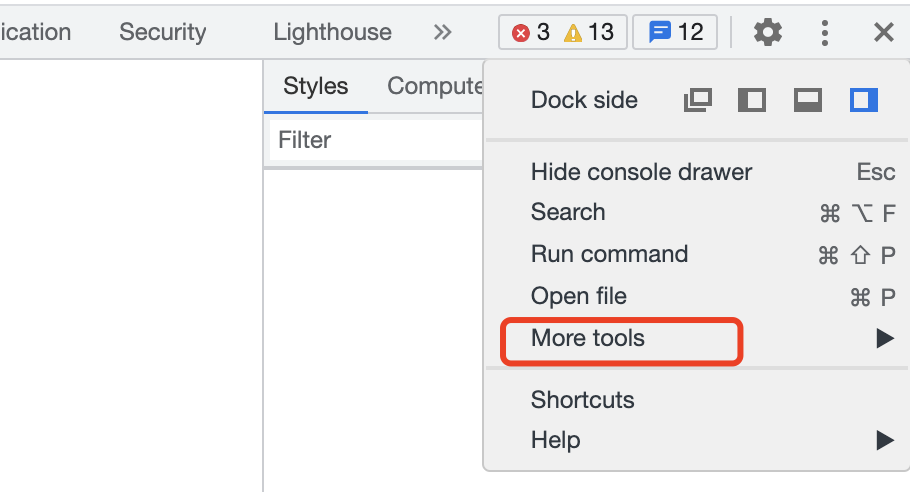 ication Security Lighthouse 3 13 12
Styles Compute
Filter
Dock side
Hide console drawer Esc
Search ⌘ ⌥ F
Run command ⌘ ⇧ P
Open file ⌘ P
More tools
Shortcuts
Help